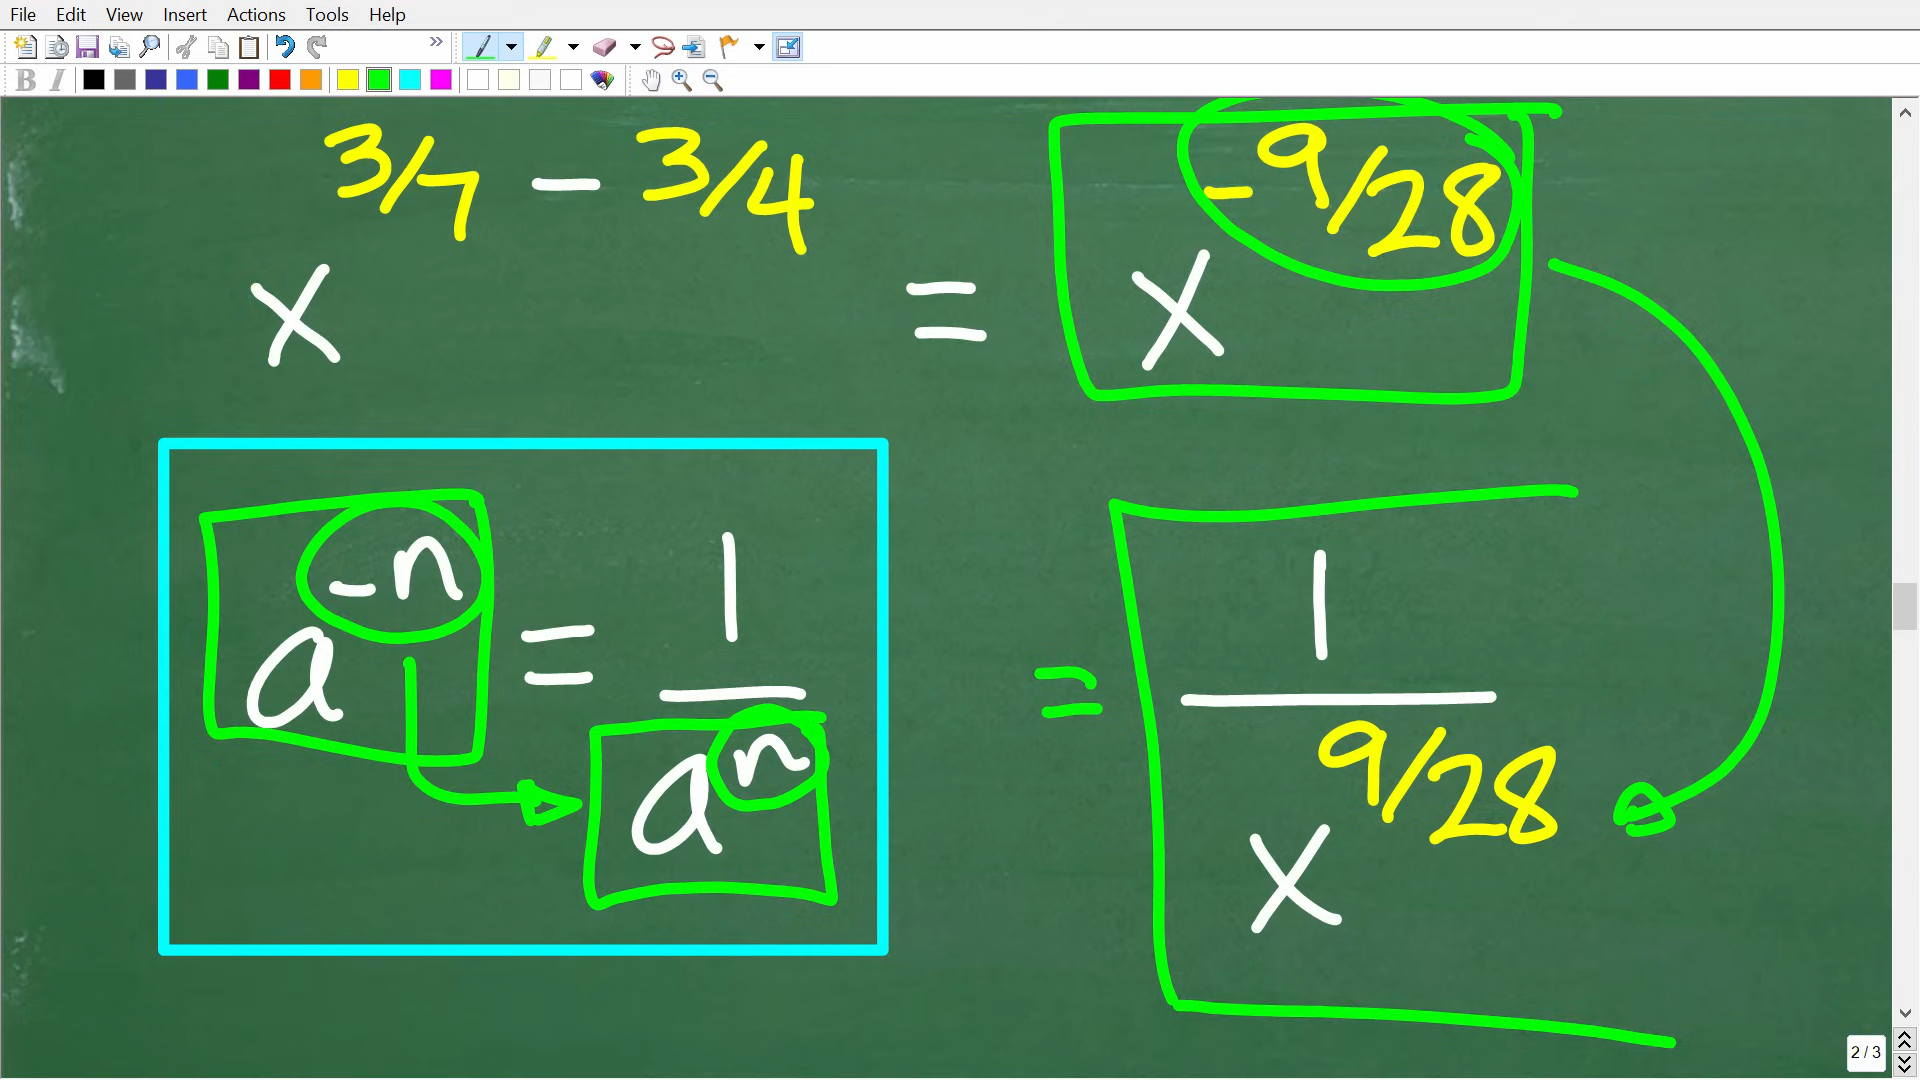 File Edit View Insert Actions Tools Help
B I
x^(3/7 - 3/4) = x^(-9/28)
a^(-n) = 1/a^n
= 1/x^(9/28)
2 / 3